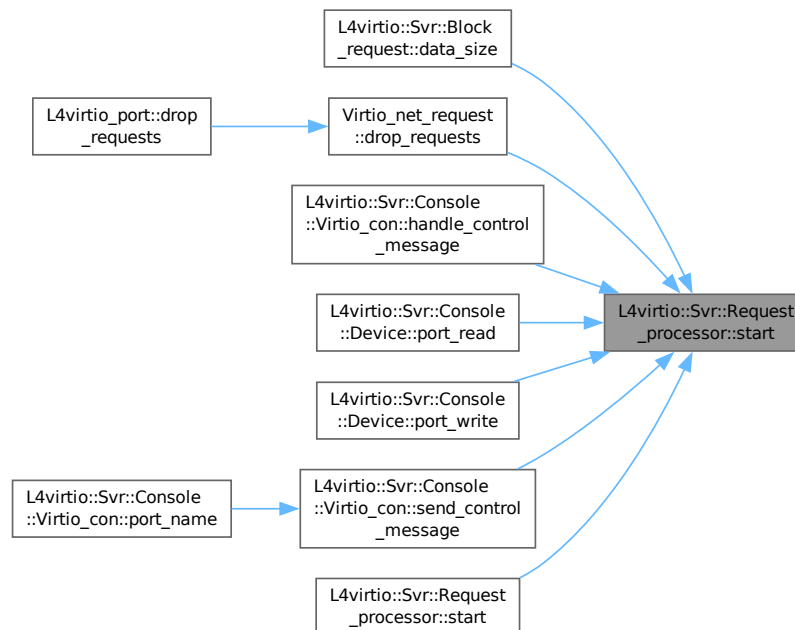 L4virtio::Svr::Block
_request::data_size
L4virtio_port::drop
_requests
Virtio_net_request
::drop_requests
L4virtio::Svr::Console
::Virtio_con::handle_control
_message
L4virtio::Svr::Request
_processor::start
L4virtio::Svr::Console
::Device::port_read
L4virtio::Svr::Console
::Device::port_write
L4virtio::Svr::Console
::Virtio_con::port_name
L4virtio::Svr::Console
::Virtio_con::send_control
_message
L4virtio::Svr::Request
_processor::start